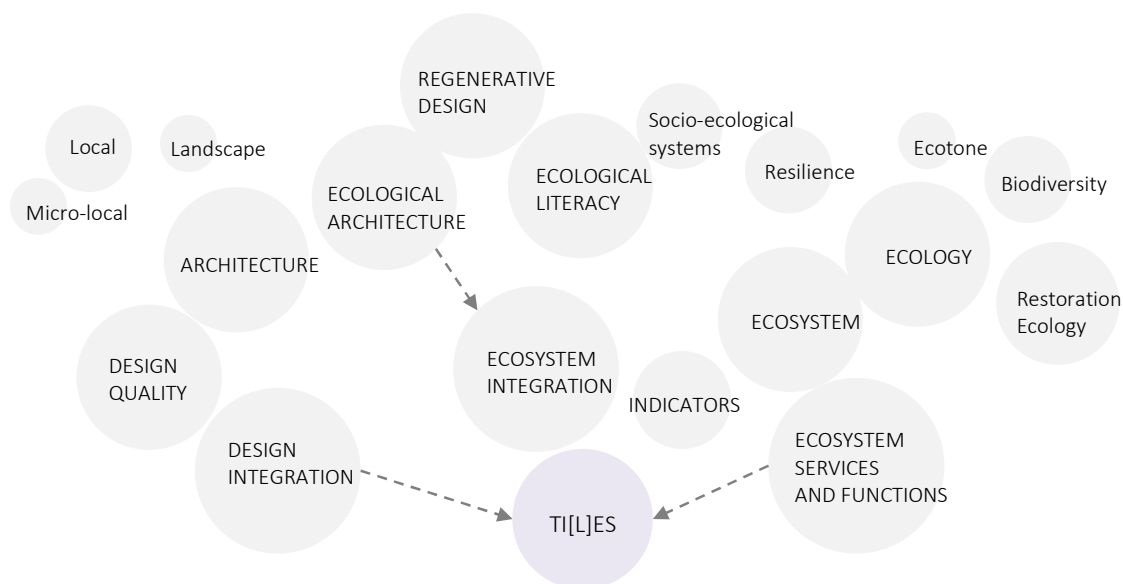 REGENERATIVE
DESIGN
Socio-ecological
systems
Local
Landscape
Ecotone
Resilience
Biodiversity
ECOLOGICAL
LITERACY
ECOLOGICAL
ARCHITECTURE
Micro-local
ARCHITECTURE
ECOLOGY
Restoration
Ecology
ECOSYSTEM
DESIGN
QUALITY
ECOSYSTEM
INTEGRATION
INDICATORS
DESIGN
INTEGRATION
ECOSYSTEM
SERVICES
AND FUNCTIONS
TI[L]ES